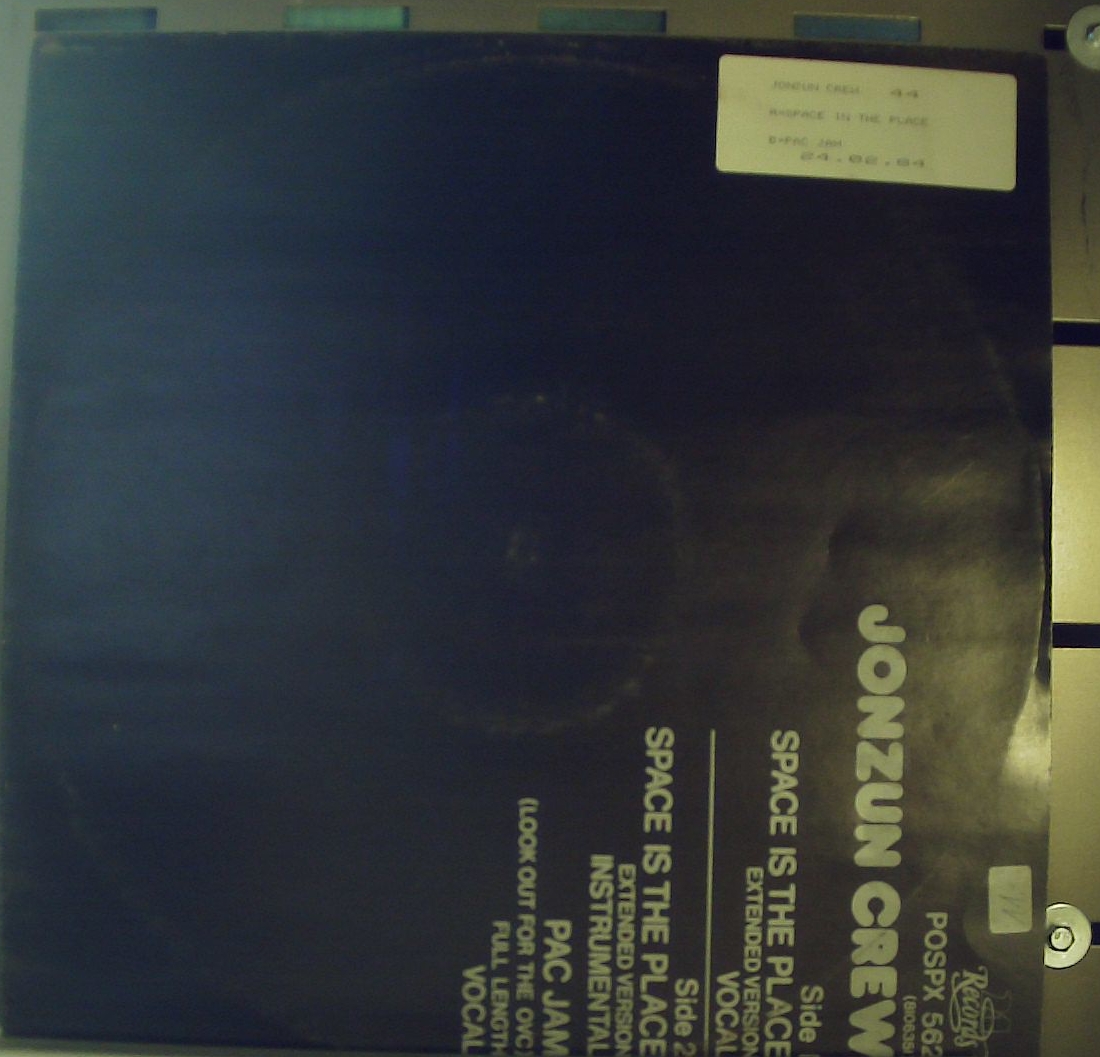 JONZUN CREW 44
A=SPACE IN THE PLACE
B=PAC JAM
24.02.84
Records
POSPX 562
JONZUN CREW
Side 1
SPACE IS THE PLACE
EXTENDED VERSION
VOCAL
Side 2
SPACE IS THE PLACE
EXTENDED VERSION
INSTRUMENTAL
PAC JAM
(LOOK OUT FOR THE OVC)
FULL LENGTH
VOCAL